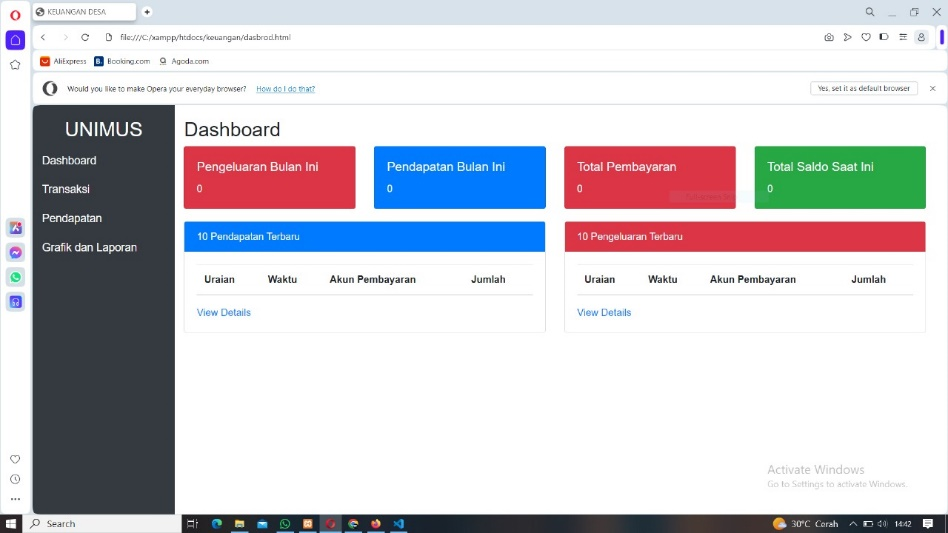 KEUANGAN DESA
file:///C:/xampp/htdocs/keuangan/dasbrod.html
AliExpress
B. Booking.com
Agoda.com
Would you like to make Opera your everyday browser?
How do I do that?
Yes, set it as default browser
UNIMUS
Dashboard
Transaksi
Pendapatan
Grafik dan Laporan
Dashboard
Pengeluaran Bulan Ini
0
Pendapatan Bulan Ini
0
Total Pembayaran
0
Total Saldo Saat Ini
0
10 Pendapatan Terbaru
Uraian Waktu Akun Pembayaran Jumlah
View Details
10 Pengeluaran Terbaru
Uraian Waktu Akun Pembayaran Jumlah
View Details
Activate Windows
Go to Settings to activate Windows.
Search
30°C Cerah
14:42